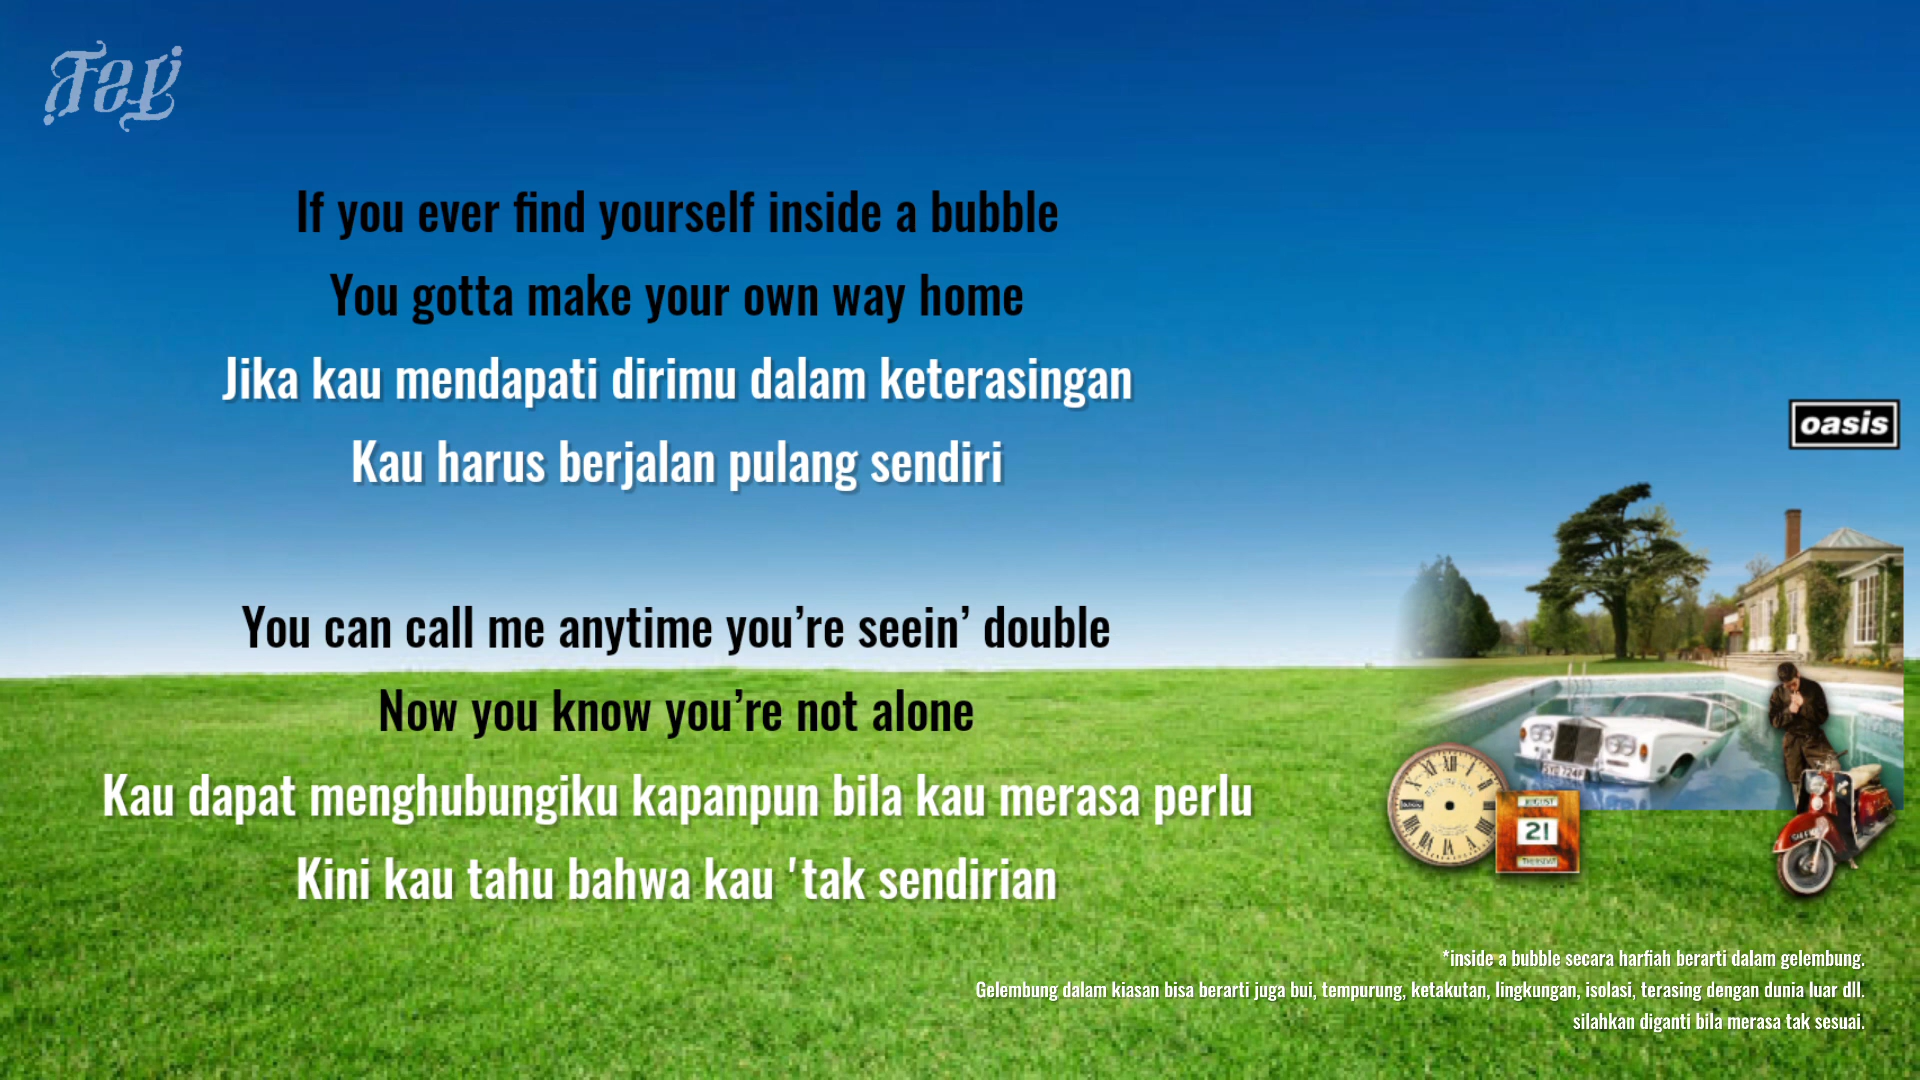 If you ever find yourself inside a bubble
You gotta make your own way home
Jika kau mendapati dirimu dalam keterasingan
Kau harus berjalan pulang sendiri
oasis
You can call me anytime you’re seein’ double
Now you know you’re not alone
Kau dapat menghubungiku kapanpun bila kau merasa perlu
Kini kau tahu bahwa kau 'tak sendirian
AUGUST
21
THURSDAY
*inside a bubble secara harfiah berarti dalam gelembung.
Gelembung dalam kiasan bisa berarti juga bui, tempurung, ketakutan, lingkungan, isolasi, terasing dengan dunia luar dll.
silahkan diganti bila merasa tak sesuai.